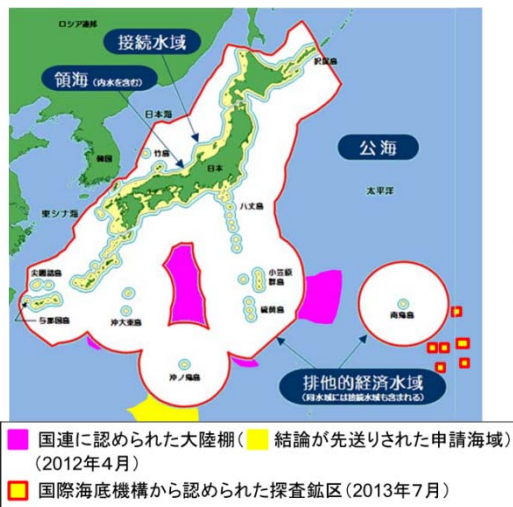 ロシア連邦
接続水域
択捉島
領海(内水を含む)
日本海
竹島
公海
韓国
日本
太平洋
東シナ海
八丈島
尖閣諸島
小笠原
群島
硫黄島
南鳥島
沖大東島
与那国島
沖ノ鳥島
排他的経済水域
(同水域には接続水域も含まれる)
国連に認められた大陸棚( 結論が先送りされた申請海域)
(2012年4月)
国際海底機構から認められた探査鉱区(2013年7月)